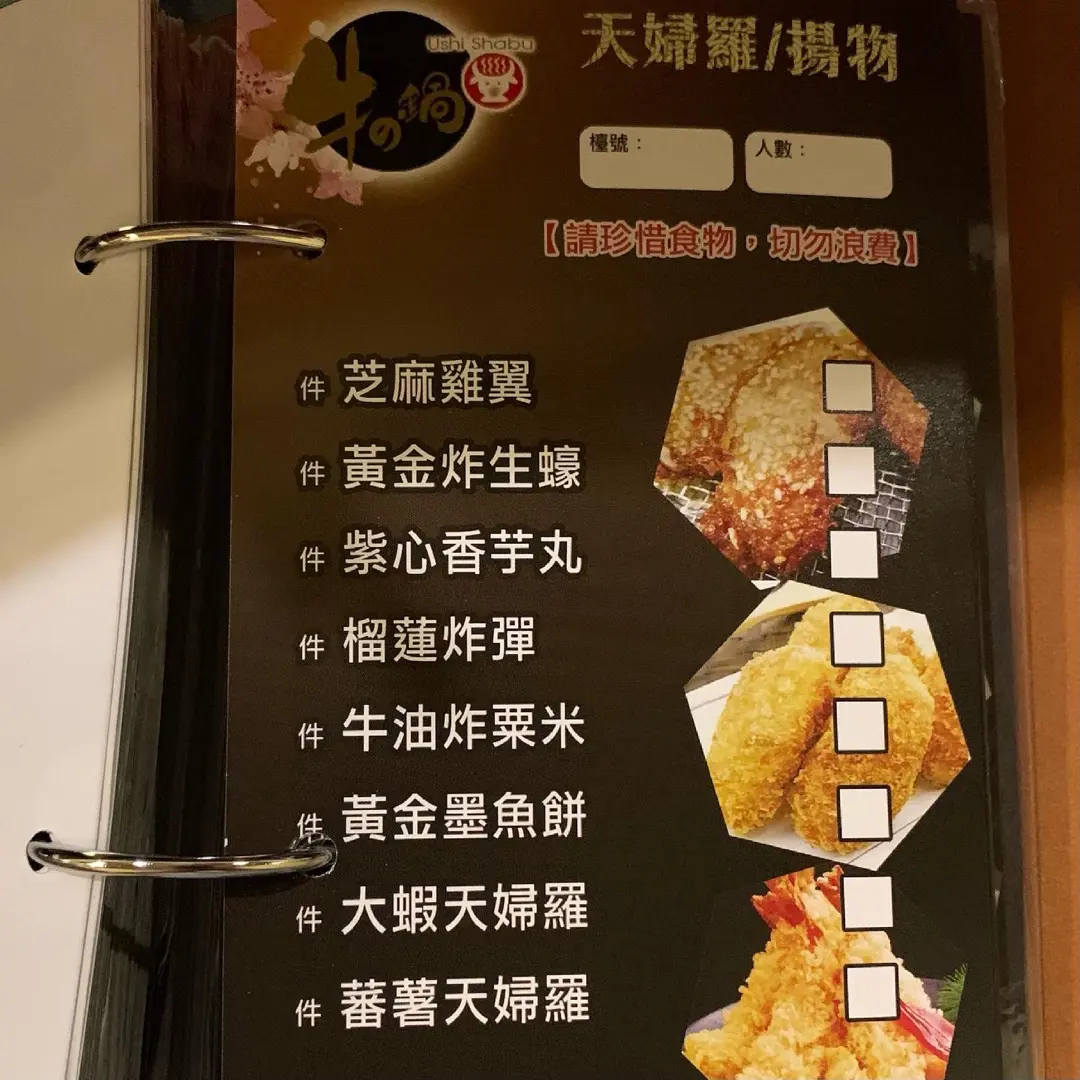 Ushi Shabu
牛の鍋
天婦羅/揚物
檯號：
人數：
【請珍惜食物，切勿浪費】
件 芝麻雞翼
件 黃金炸生蠔
件 紫心香芋丸
件 榴蓮炸彈
件 牛油炸粟米
件 黃金墨魚餅
件 大蝦天婦羅
件 蕃薯天婦羅